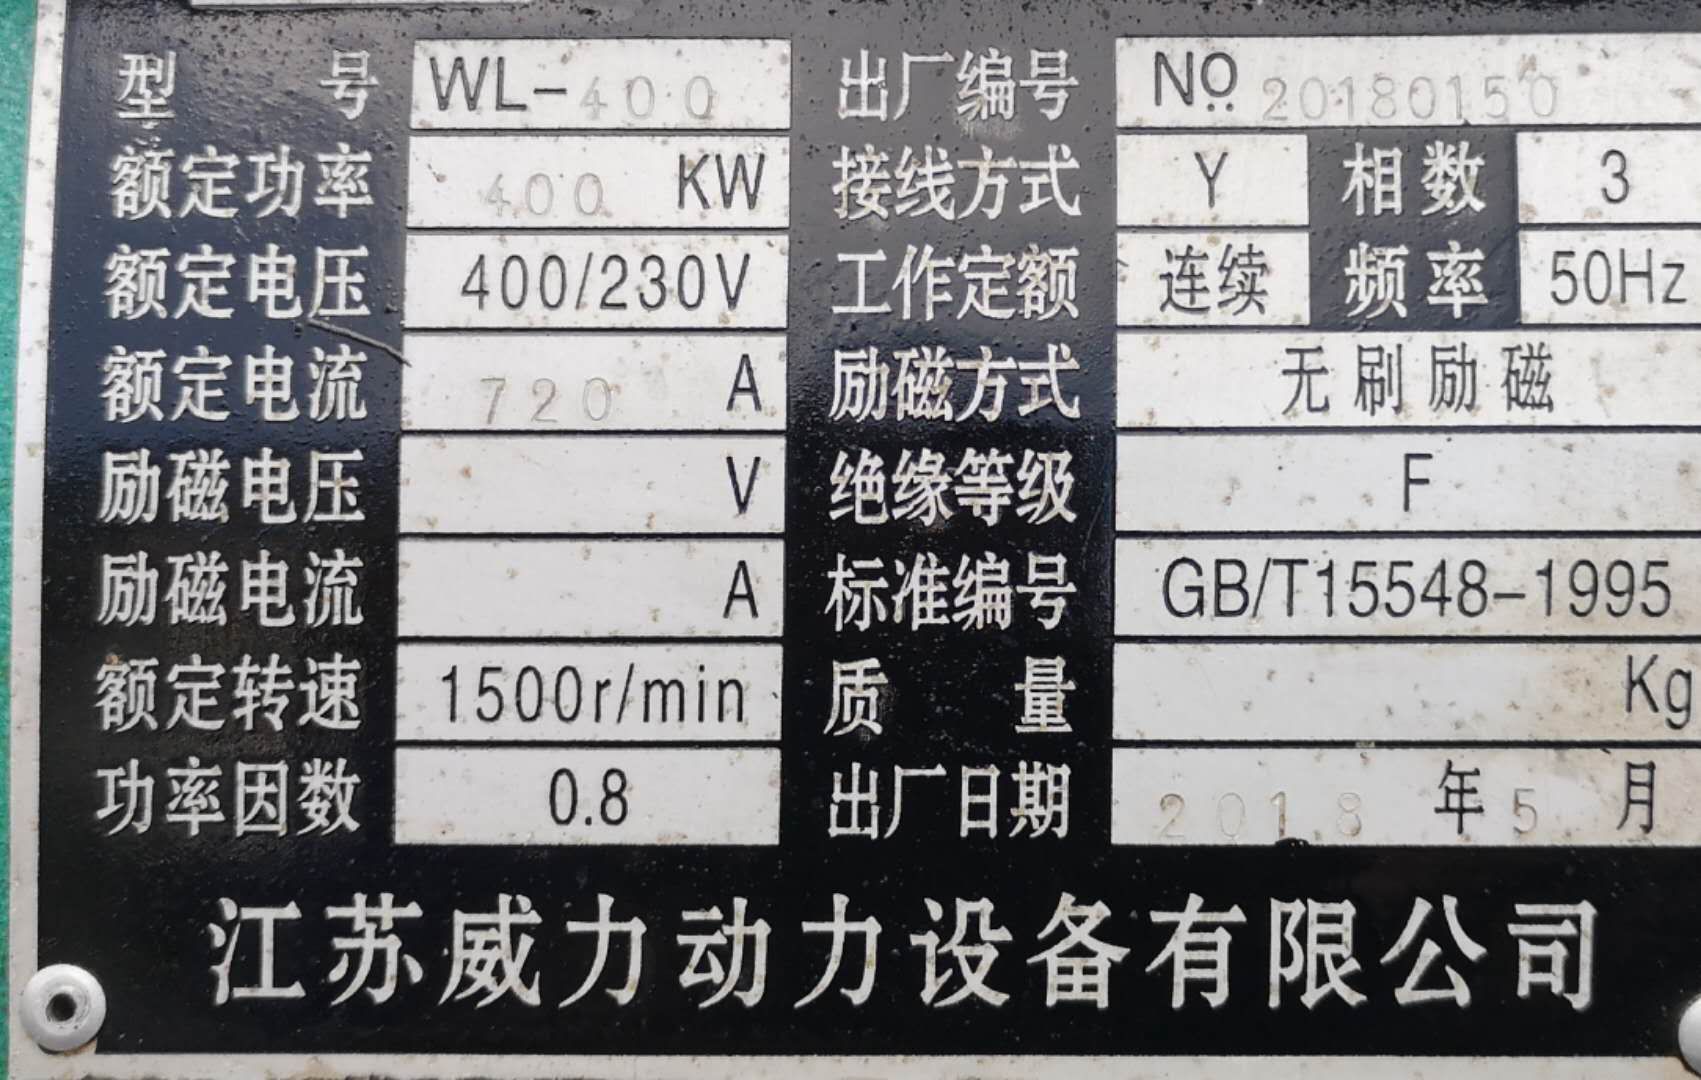 型 号 WL-400 出厂编号 NO 20180150
额定功率 400 KW 接线方式 Y 相数 3
额定电压 400/230V 工作定额 连续 频率 50Hz
额定电流 720 A 励磁方式 无刷励磁
励磁电压 V 绝缘等级 F
励磁电流 A 标准编号 GB/T15548-1995
额定转速 1500r/min 质 量 Kg
功率因数 0.8 出厂日期 2018 年 5 月
江苏威力动力设备有限公司